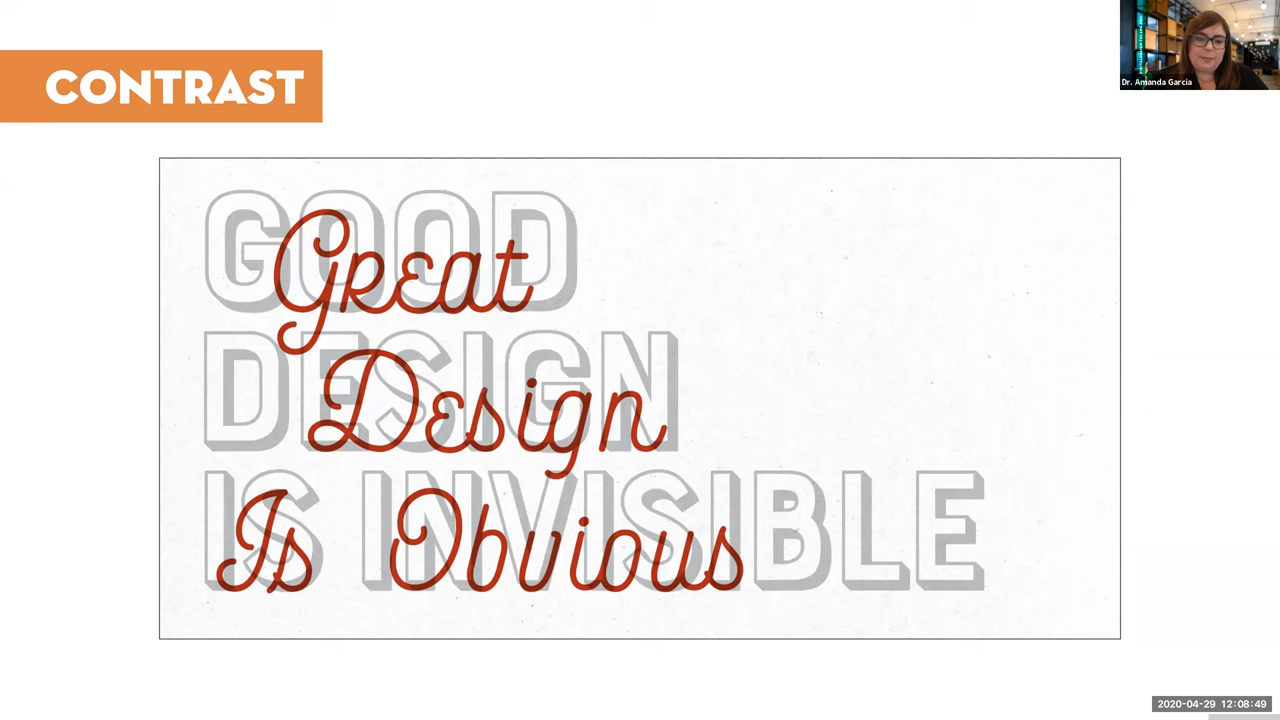 CONTRAST
Dr. Amanda Garcia
GOOD
Great
DESIGN
Design
IS INVISIBLE
Is Obvious
2020-04-29 12:08:49